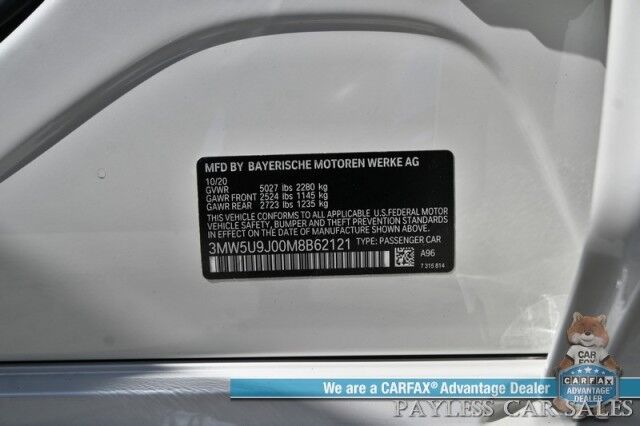 MFD BY BAYERISCHE MOTOREN WERKE AG
10/20
GVWR 5027 lbs 2280 kg
GAWR FRONT 2524 lbs 1145 kg
GAWR REAR 2723 lbs 1235 kg
THIS VEHICLE CONFORMS TO ALL APPLICABLE U.S.FEDERAL MOTOR
VEHICLE SAFETY, BUMPER, AND THEFT PREVENTION STANDARDS
IN EFFECT ON THE DATE OF MANUFACTURE SHOWN ABOVE.
3MW5U9J00M8B62121 TYPE: PASSENGER CAR
A96
7 315 614
CAR
FOX
We are a CARFAX® Advantage Dealer
CARFAX
ADVANTAGE
DEALER
PAYLESS CAR SALES